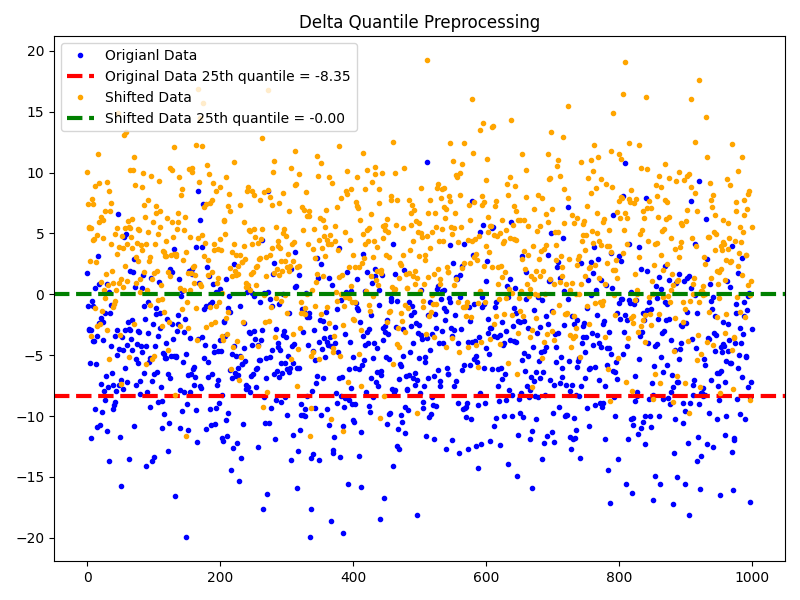 Delta Quantile Preprocessing
Origianl Data
Original Data 25th quantile = -8.35
Shifted Data
Shifted Data 25th quantile = -0.00
20
15
10
5
0
−5
−10
−15
−20
0 200 400 600 800 1000